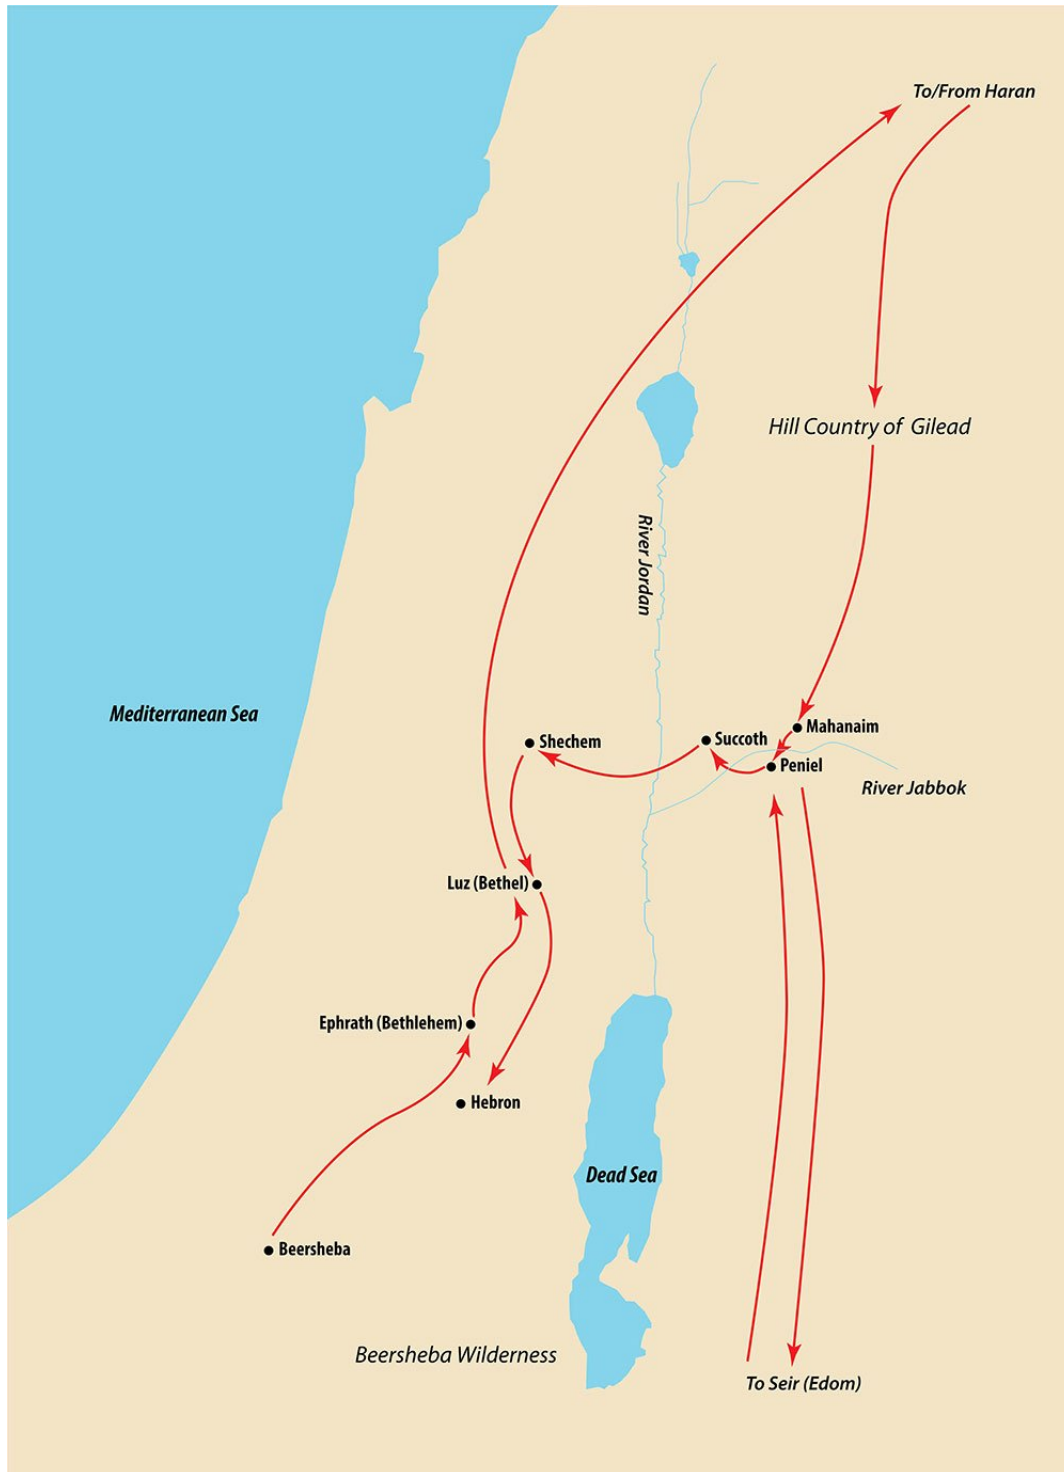 To/From Haran
Hill Country of Gilead
River Jordan
Mediterranean Sea
Mahanaim
Shechem
Succoth
Peniel
River Jabbok
Luz (Bethel)
Ephrath (Bethlehem)
Hebron
Dead Sea
Beersheba
Beersheba Wilderness
To Seir (Edom)